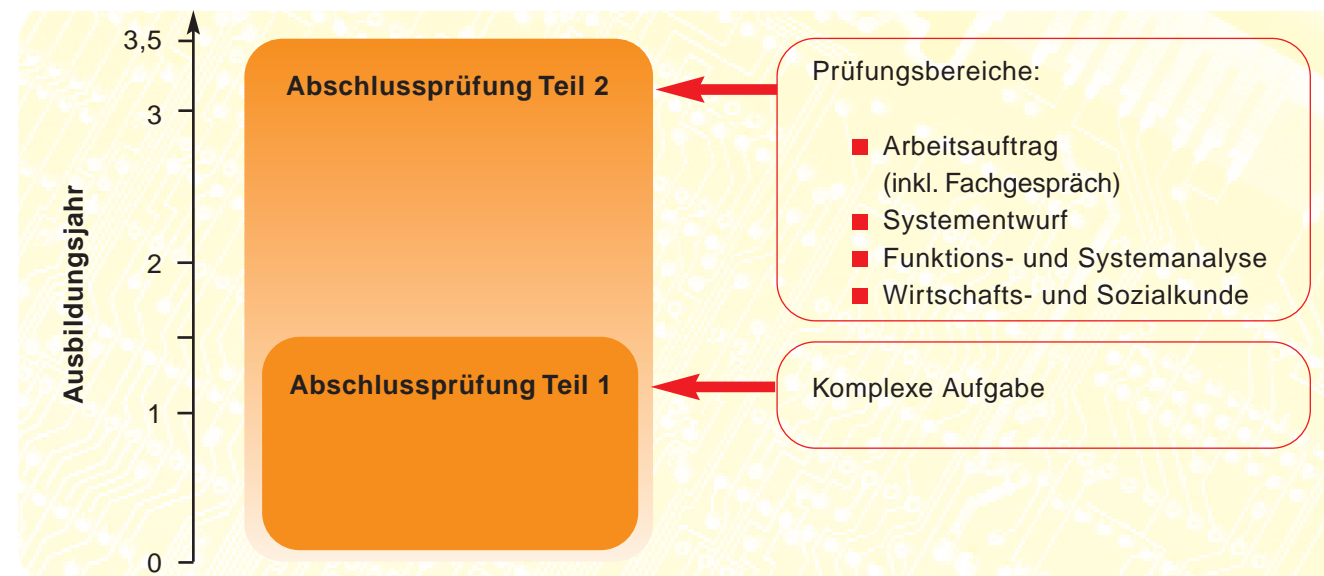 3,5
3
2
1
0
Ausbildungsjahr
Abschlussprüfung Teil 2
Abschlussprüfung Teil 1
Prüfungsbereiche:
Arbeitsauftrag
(inkl. Fachgespräch)
Systementwurf
Funktions- und Systemanalyse
Wirtschafts- und Sozialkunde
Komplexe Aufgabe